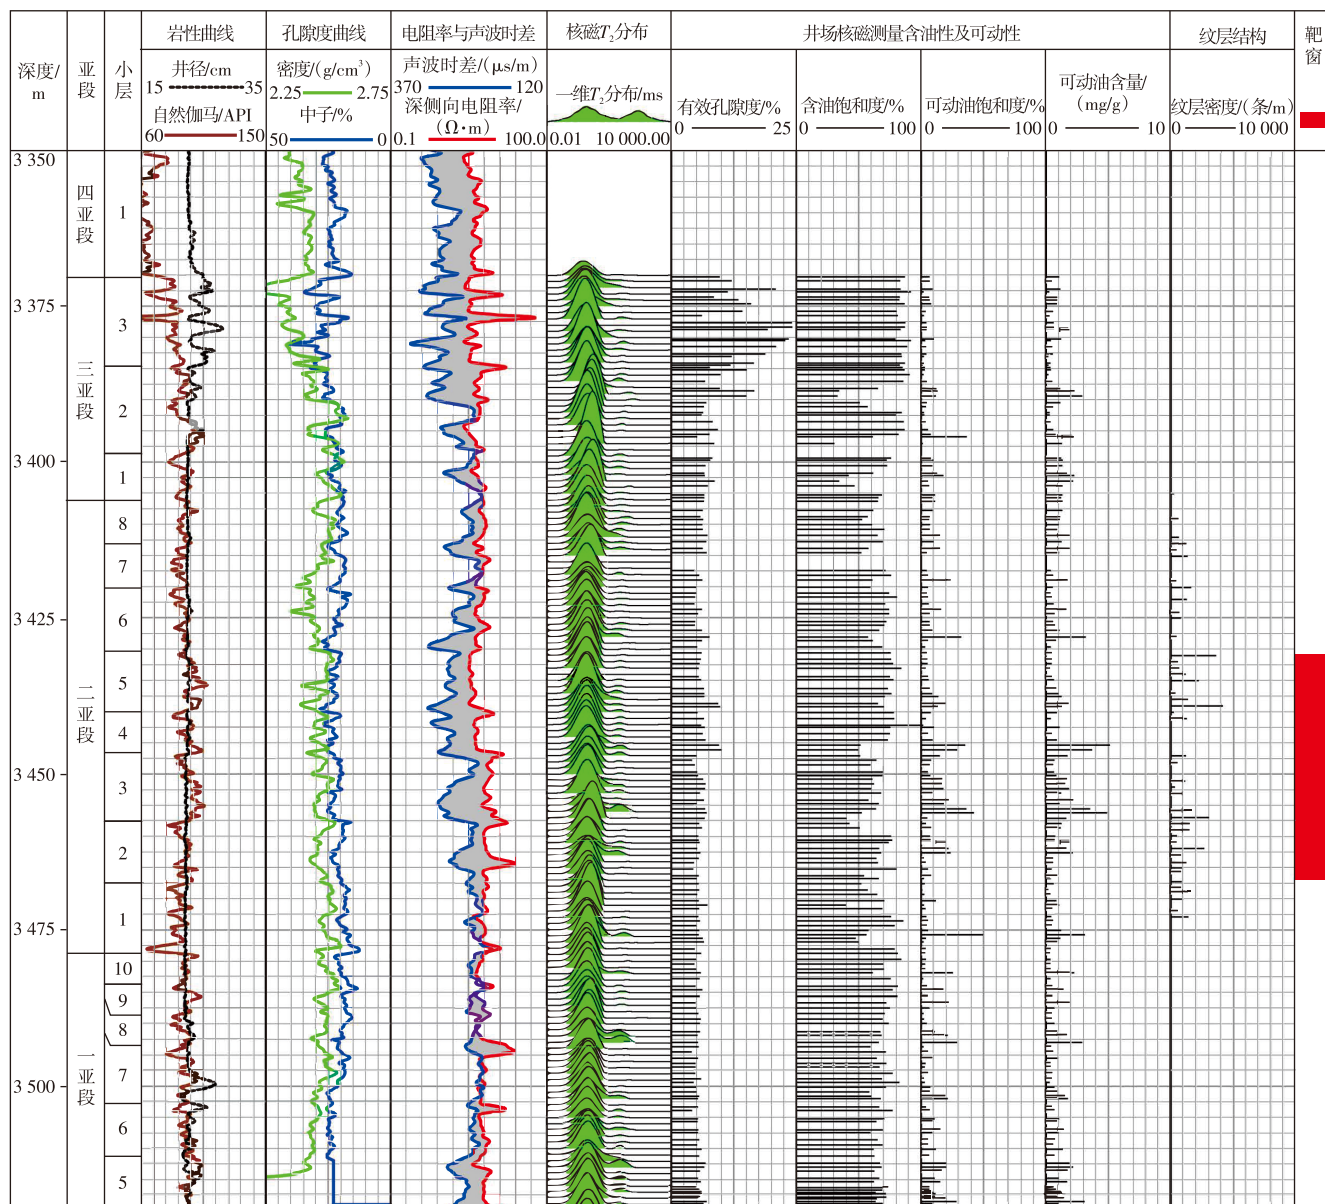 岩性曲线 孔隙度曲线 电阻率与声波时差 核磁T₂分布 井场核磁测量含油性及可动性 纹层结构 靶窗
深度/m 亚段 小层
井径/cm
15 35
自然伽马/API
60 150
密度/(g/cm³)
2.25 2.75
中子/%
50 0
声波时差/(μs/m)
370 120
深侧向电阻率/
(Ω·m)
0.1 100.0
一维T₂分布/ms
0.01 10 000.00
有效孔隙度/%
0 25
含油饱和度/%
0 100
可动油饱和度/%
0 100
可动油含量/
(mg/g)
0 10
纹层密度/(条/m)
0 10 000
3 350
3 375
3 400
3 425
3 450
3 475
3 500
四亚段
1
三亚段
3
2
1
二亚段
8
7
6
5
4
3
2
1
一亚段
10
9
8
7
6
5